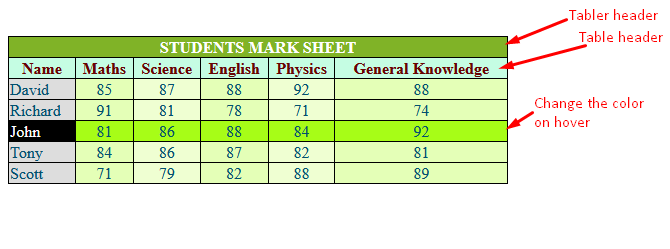 Tabler header
STUDENTS MARK SHEET
Table header
Name Maths Science English Physics General Knowledge
David 85 87 88 92 88
Richard 91 81 78 71 74
Change the color
on hover
John 81 86 88 84 92
Tony 84 86 87 82 81
Scott 71 79 82 88 89